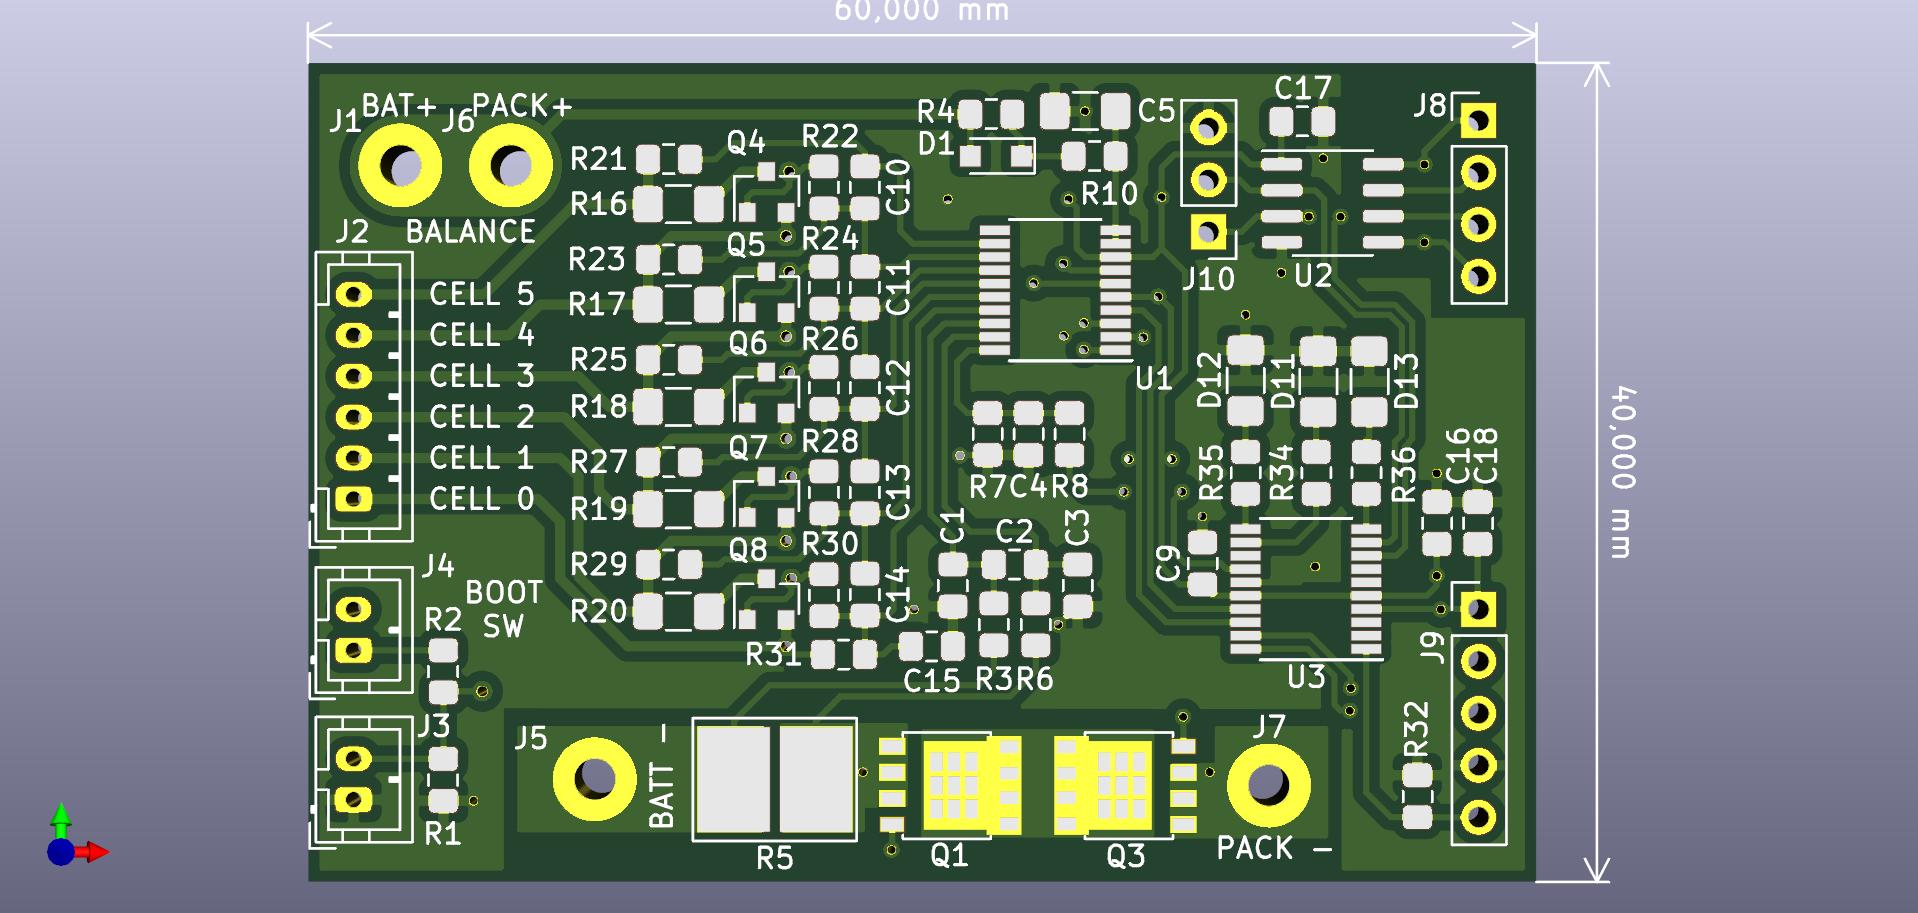 60,000 mm
BAT+ PACK+
J1 J6
BALANCE
J2
CELL 5
CELL 4
CELL 3
CELL 2
CELL 1
CELL 0
J4
BOOT
SW
R2
J3
R1
R21
R16
R23
R17
R25
R18
R27
R19
R29
R20
Q4
Q5
Q6
Q7
Q8
R22
R24
R26
R28
R30
R31
C10
C11
C12
C13
C14
R4
D1
C5
R10
C17
J8
J10
U2
U1
D12
D11
D13
R7 C4 R8
R35
R34
R36
C16
C18
C1
C2
C3
C9
C15
R3 R6
U3
J9
R32
J5
BATT -
R5
Q1
Q3
J7
PACK -
40,000 mm